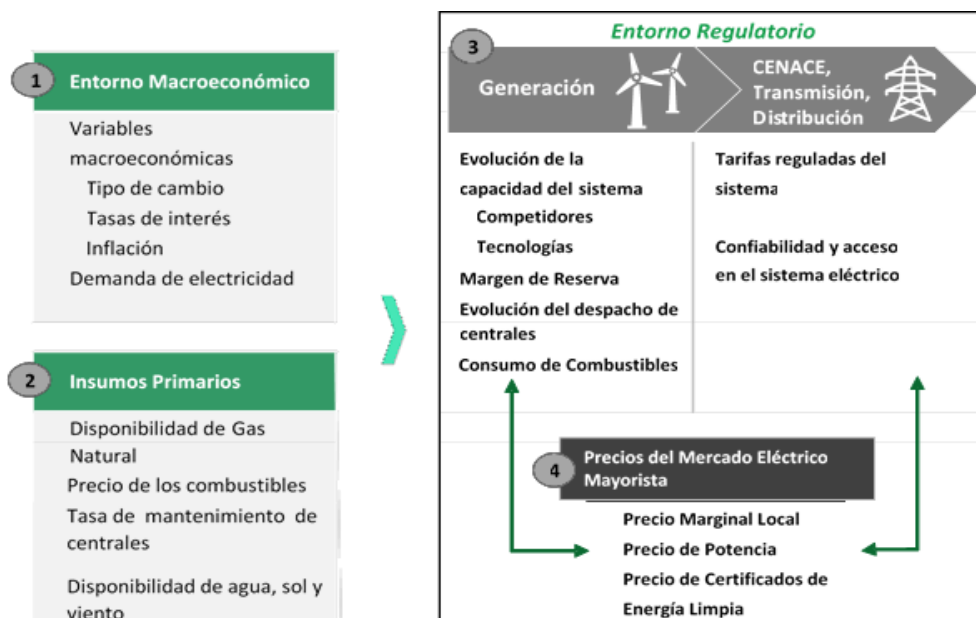 1
Entorno Macroeconómico
Variables
macroeconómicas
Tipo de cambio
Tasas de interés
Inflación
Demanda de electricidad
2
Insumos Primarios
Disponibilidad de Gas
Natural
Precio de los combustibles
Tasa de mantenimiento de
centrales
Disponibilidad de agua, sol y
viento
Entorno Regulatorio
3
Generación
CENACE,
Transmisión,
Distribución
Evolución de la
capacidad del sistema
Competidores
Tecnologías
Margen de Reserva
Evolución del despacho de
centrales
Consumo de Combustibles
Tarifas reguladas del
sistema
Confiabilidad y acceso
en el sistema eléctrico
4
Precios del Mercado Eléctrico
Mayorista
Precio Marginal Local
Precio de Potencia
Precio de Certificados de
Energía Limpia